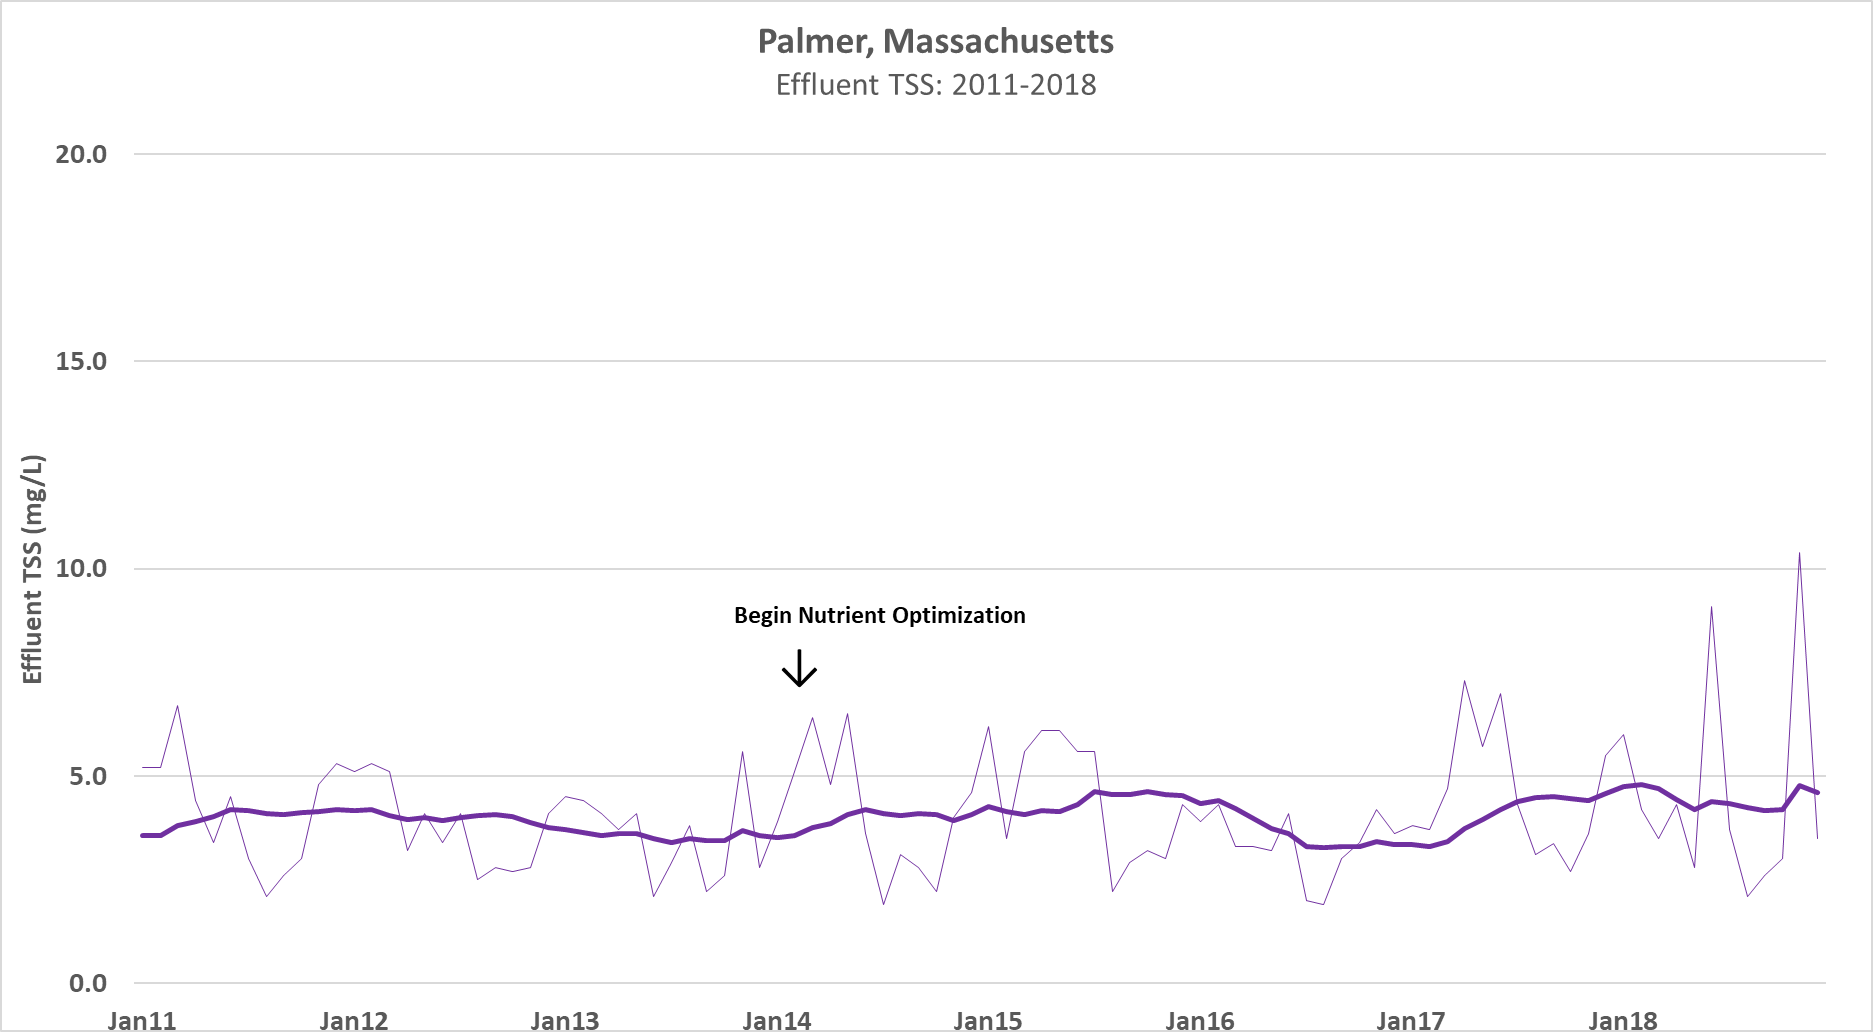 Palmer, Massachusetts
Effluent TSS: 2011-2018
20.0
15.0
10.0
5.0
0.0
Effluent TSS (mg/L)
Begin Nutrient Optimization
Jan11 Jan12 Jan13 Jan14 Jan15 Jan16 Jan17 Jan18